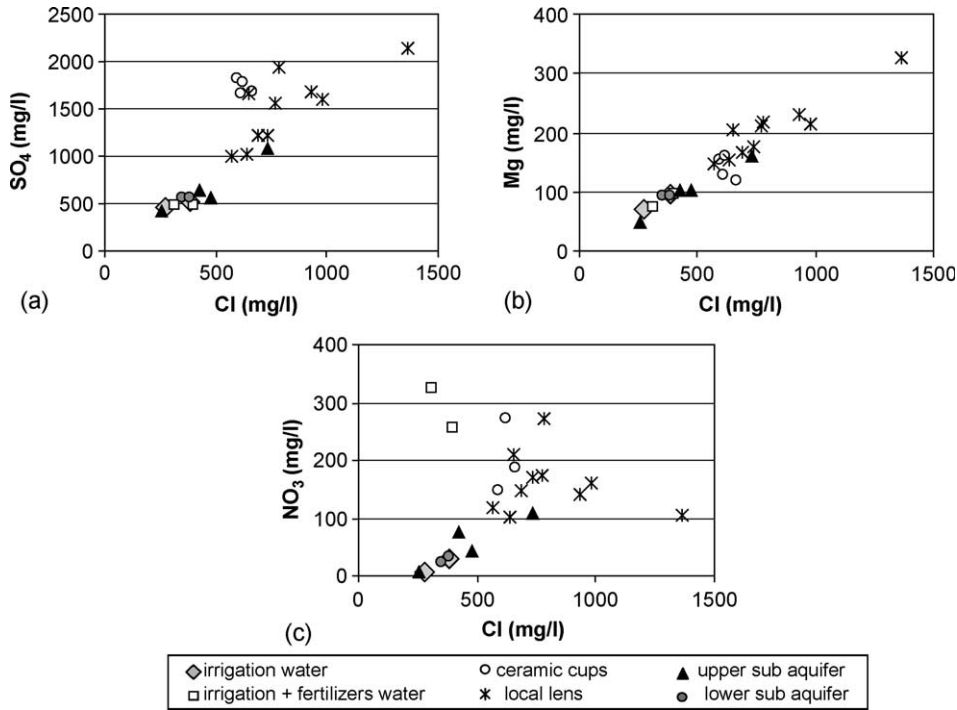 2500
2000
1500
1000
500
0
SO4 (mg/l)
0 500 1000 1500
Cl (mg/l)
(a)
400
300
200
100
0
Mg (mg/l)
0 500 1000 1500
Cl (mg/l)
(b)
400
300
200
100
0
NO3 (mg/l)
0 500 1000 1500
Cl (mg/l)
(c)
irrigation water ceramic cups upper sub aquifer
irrigation + fertilizers water local lens lower sub aquifer